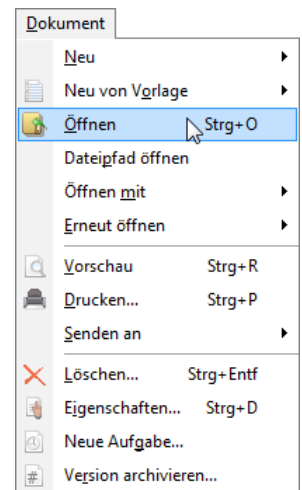 Dokument
Neu
Neu von Vorlage
Öffnen Strg+O
Dateipfad öffnen
Öffnen mit
Erneut öffnen
Vorschau Strg+R
Drucken... Strg+P
Senden an
Löschen... Strg+Entf
Eigenschaften... Strg+D
Neue Aufgabe...
Version archivieren...